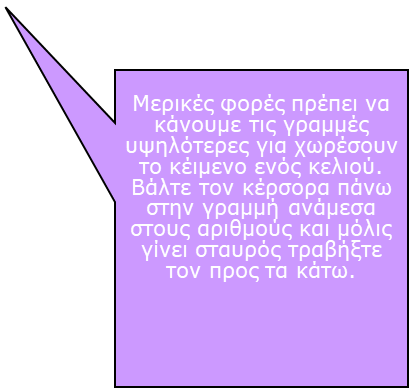 Μερικές φορές πρέπει να
κάνουμε τις γραμμές
υψηλότερες για χωρέσουν
το κέιμενο ενός κελιού.
Βάλτε τον κέρσορα πάνω
στην γραμμή ανάμεσα
στους αριθμούς και μόλις
γίνει σταυρός τραβήξτε
τον προς τα κάτω.